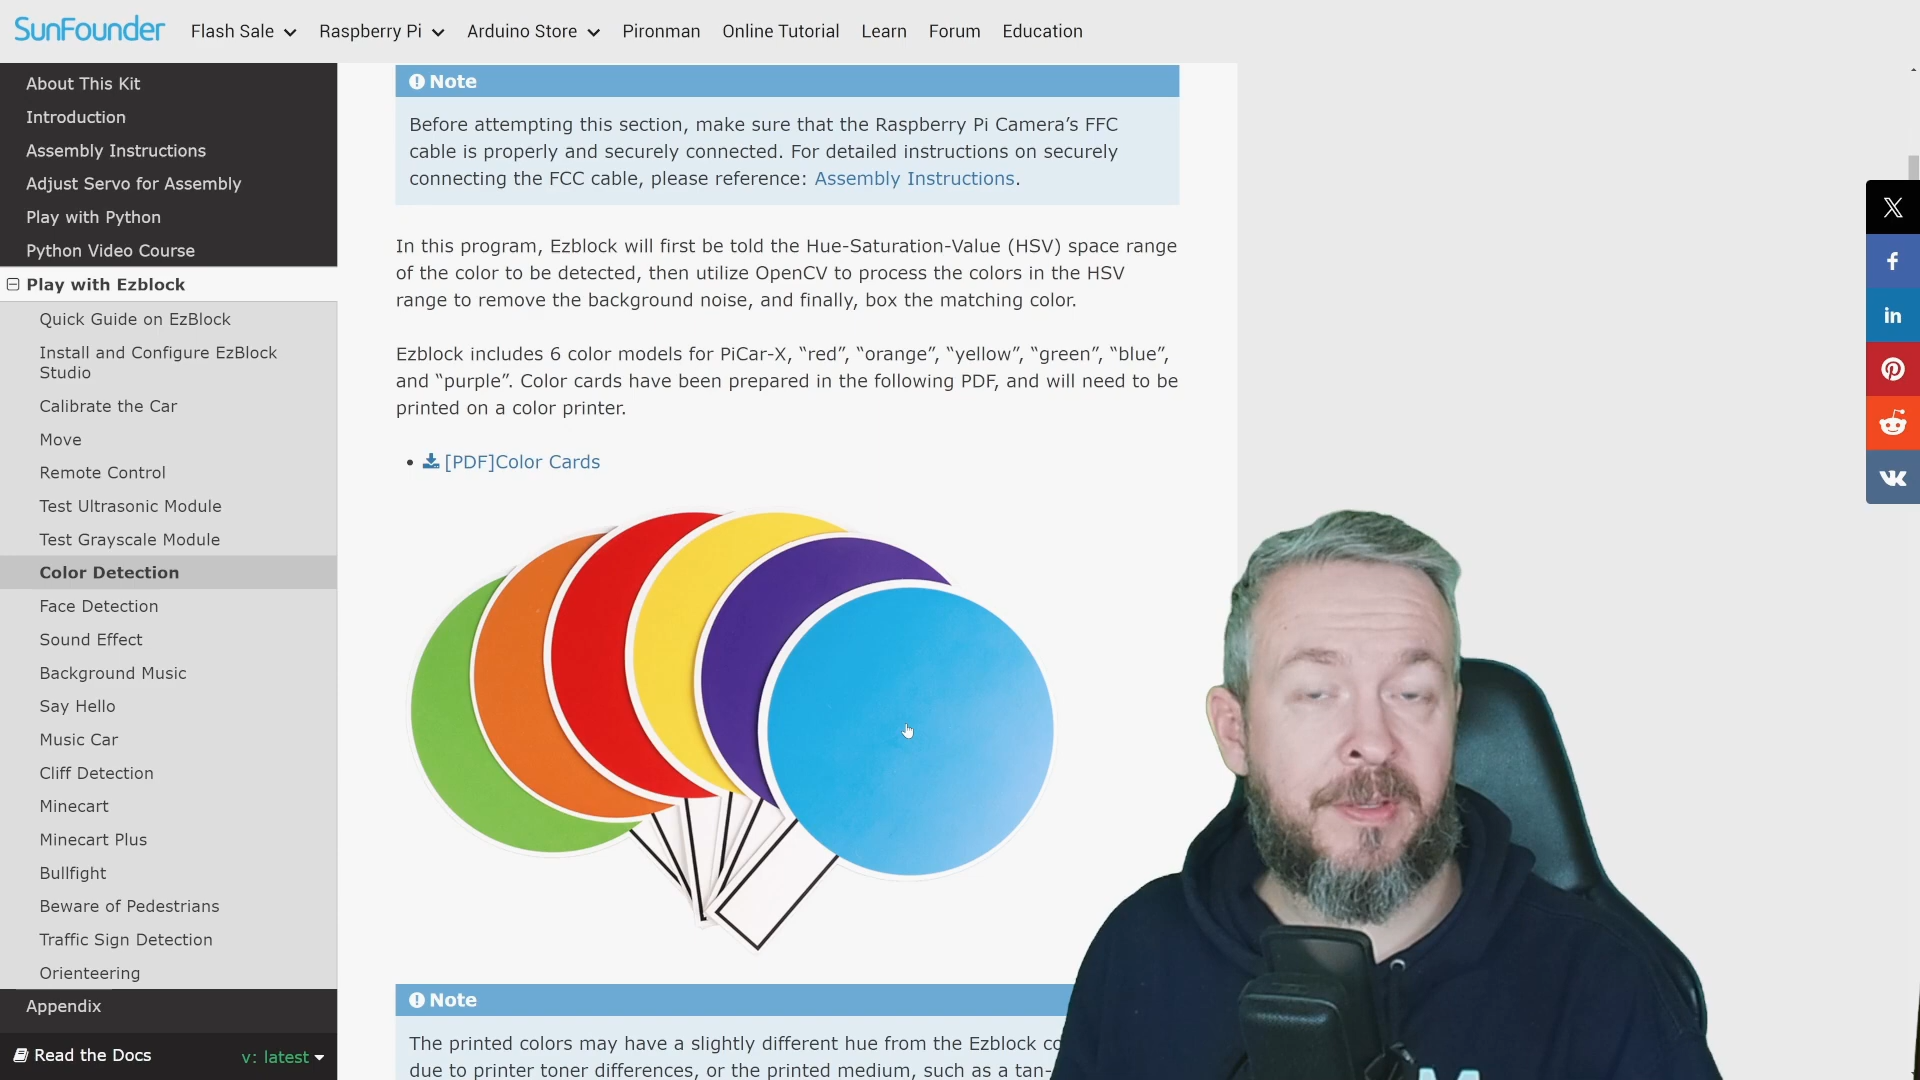 SunFounder
Flash Sale
Raspberry Pi
Arduino Store
Pironman
Online Tutorial
Learn
Forum
Education
About This Kit
Introduction
Assembly Instructions
Adjust Servo for Assembly
Play with Python
Python Video Course
Play with Ezblock
Quick Guide on EzBlock
Install and Configure EzBlock
Studio
Calibrate the Car
Move
Remote Control
Test Ultrasonic Module
Test Grayscale Module
Color Detection
Face Detection
Sound Effect
Background Music
Say Hello
Music Car
Cliff Detection
Minecart
Minecart Plus
Bullfight
Beware of Pedestrians
Traffic Sign Detection
Orienteering
Appendix
Read the Docs
v: latest
Note
Before attempting this section, make sure that the Raspberry Pi Camera’s FFC
cable is properly and securely connected. For detailed instructions on securely
connecting the FCC cable, please reference: Assembly Instructions.
In this program, Ezblock will first be told the Hue-Saturation-Value (HSV) space range
of the color to be detected, then utilize OpenCV to process the colors in the HSV
range to remove the background noise, and finally, box the matching color.
Ezblock includes 6 color models for PiCar-X, “red”, “orange”, “yellow”, “green”, “blue”,
and “purple”. Color cards have been prepared in the following PDF, and will need to be
printed on a color printer.
• [PDF]Color Cards
Note
The printed colors may have a slightly different hue from the Ezblock co
due to printer toner differences, or the printed medium, such as a tan-